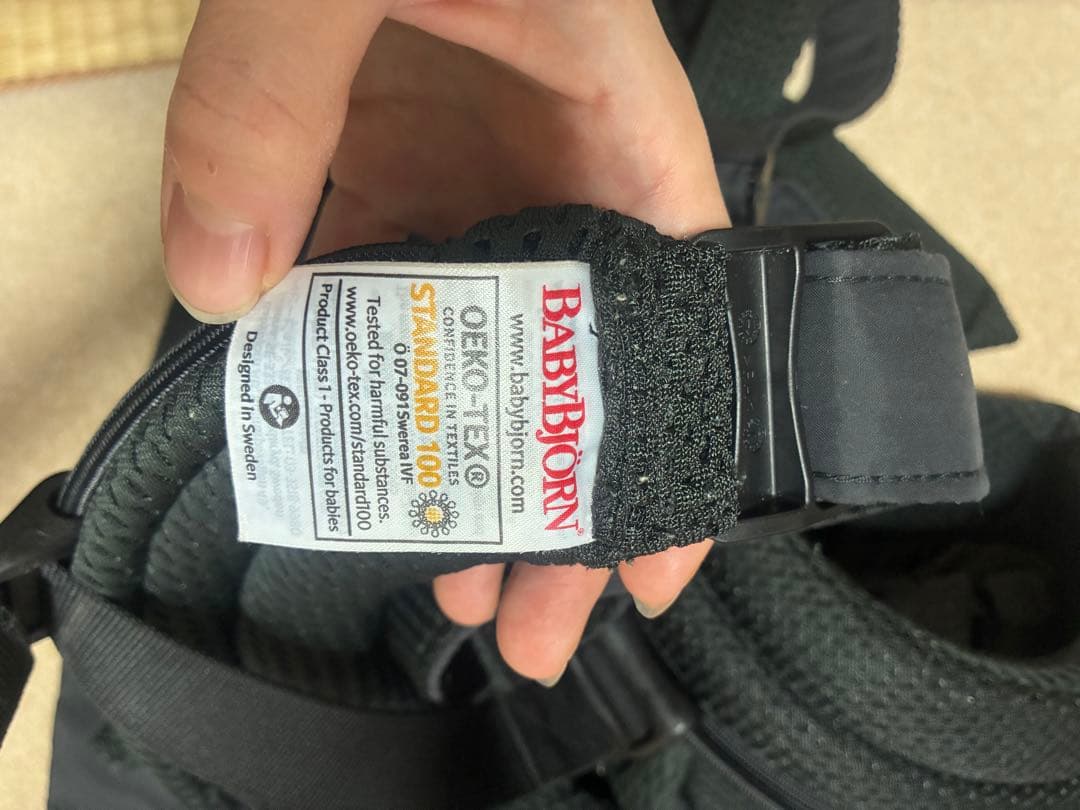 BABYBJÖRN®
www.babybjorn.com
OEKO-TEX®
CONFIDENCE IN TEXTILES
STANDARD 100
Ö 07-091 Swerea IVF
Tested for harmful substances.
www.oeko-tex.com/standard100
Product Class 1 - Products for babies
Designed in Sweden